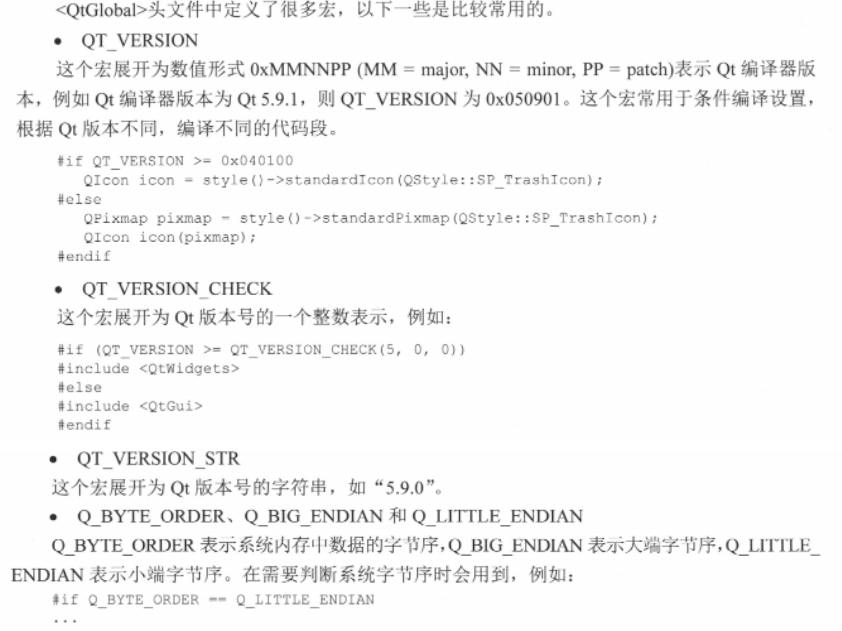 <QtGlobal>头文件中定义了很多宏，以下一些是比较常用的。
• QT_VERSION
这个宏展开为数值形式 0xMMNNPP (MM = major, NN = minor, PP = patch)表示 Qt 编译器版
本，例如 Qt 编译器版本为 Qt 5.9.1，则 QT_VERSION 为 0x050901。这个宏常用于条件编译设置，
根据 Qt 版本不同，编译不同的代码段。
#if QT_VERSION >= 0x040100
QIcon icon = style()->standardIcon(QStyle::SP_TrashIcon);
#else
QPixmap pixmap = style()->standardPixmap(QStyle::SP_TrashIcon);
QIcon icon(pixmap);
#endif
• QT_VERSION_CHECK
这个宏展开为 Qt 版本号的一个整数表示，例如：
#if (QT_VERSION >= QT_VERSION_CHECK(5, 0, 0))
#include <QtWidgets>
#else
#include <QtGui>
#endif
• QT_VERSION_STR
这个宏展开为 Qt 版本号的字符串，如“5.9.0”。
• Q_BYTE_ORDER、Q_BIG_ENDIAN 和 Q_LITTLE_ENDIAN
Q_BYTE_ORDER 表示系统内存中数据的字节序，Q_BIG_ENDIAN 表示大端字节序，Q_LITTLE_
ENDIAN 表示小端字节序。在需要判断系统字节序时会用到，例如：
#if Q_BYTE_ORDER == Q_LITTLE_ENDIAN
...